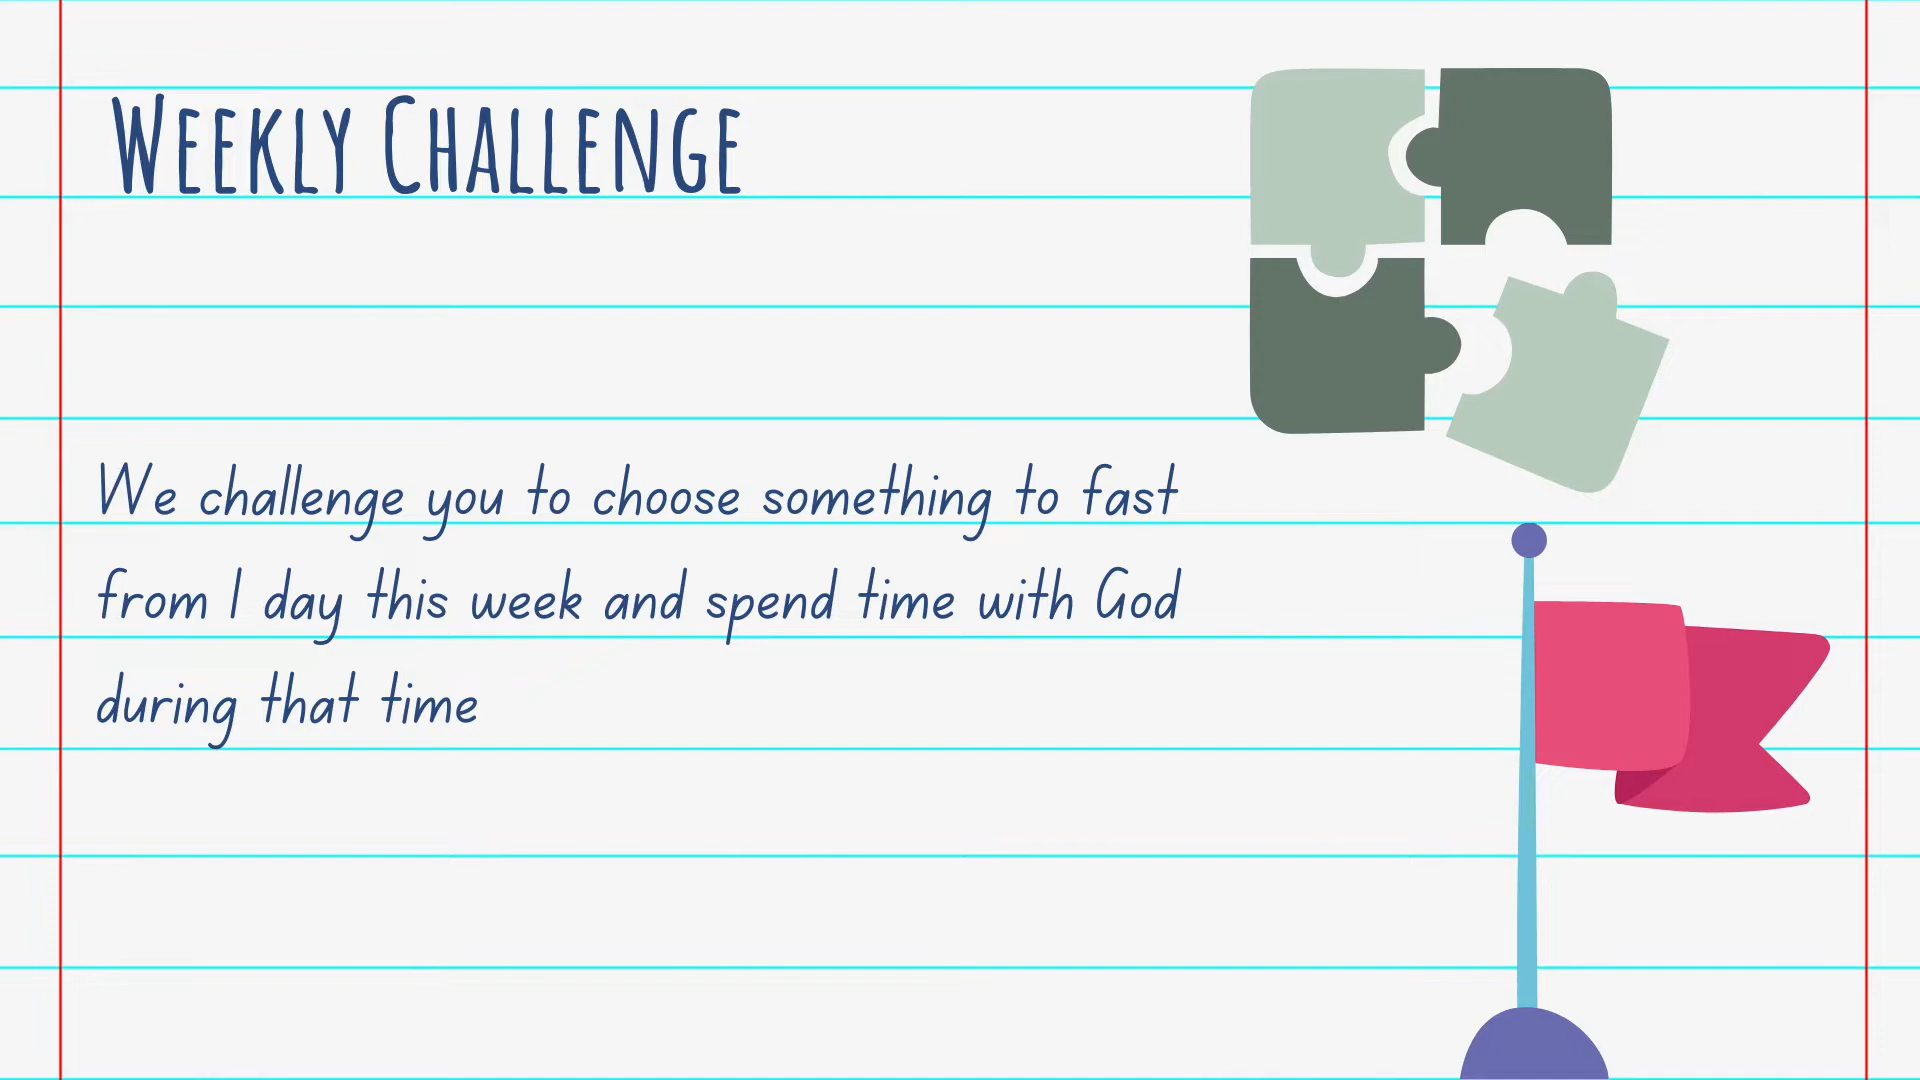 Weekly Challenge
We challenge you to choose something to fast
from 1 day this week and spend time with God
during that time